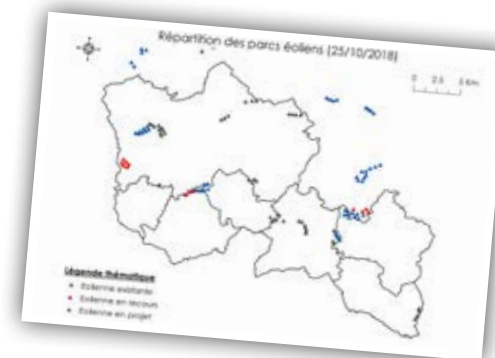 Répartition des parcs éoliens (25/10/2018)
0 2.5 5 Km
Légende thématique
Eolienne existante
Eolienne en recours
Eolienne en projet